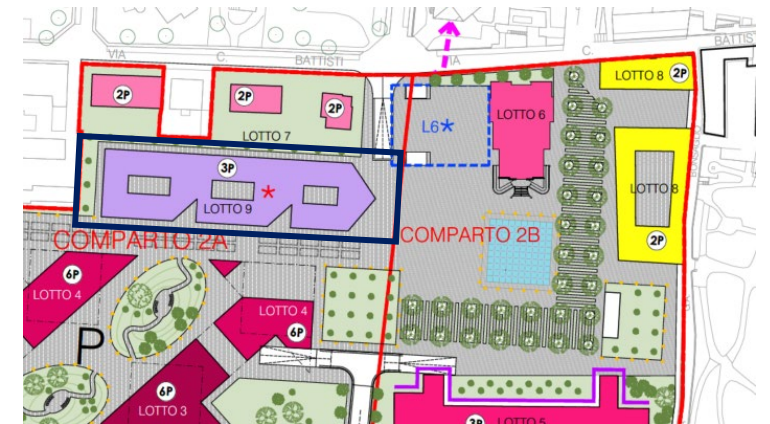 VIA
C.
BATTISTI
VIA
C.
BATTIS
2P
2P
2P
LOTTO 7
L6*
LOTTO 6
LOTTO 8
2P
LOTTO 8
2P
3P
*
LOTTO 9
COMPARTO 2A
COMPARTO 2B
6P
LOTTO 4
LOTTO 4
6P
P
6P
LOTTO 3
3P
LOTTO 5